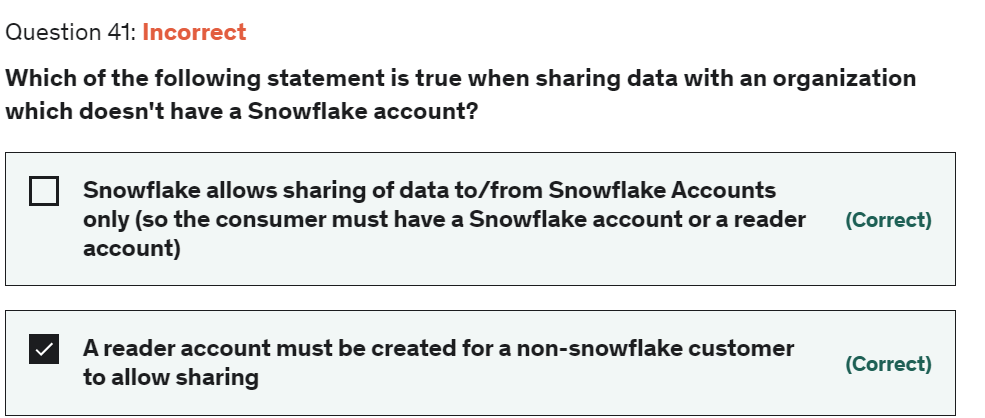 Question 41: Incorrect
Which of the following statement is true when sharing data with an organization
which doesn't have a Snowflake account?
Snowflake allows sharing of data to/from Snowflake Accounts
only (so the consumer must have a Snowflake account or a reader
account)
(Correct)
A reader account must be created for a non-snowflake customer
to allow sharing
(Correct)